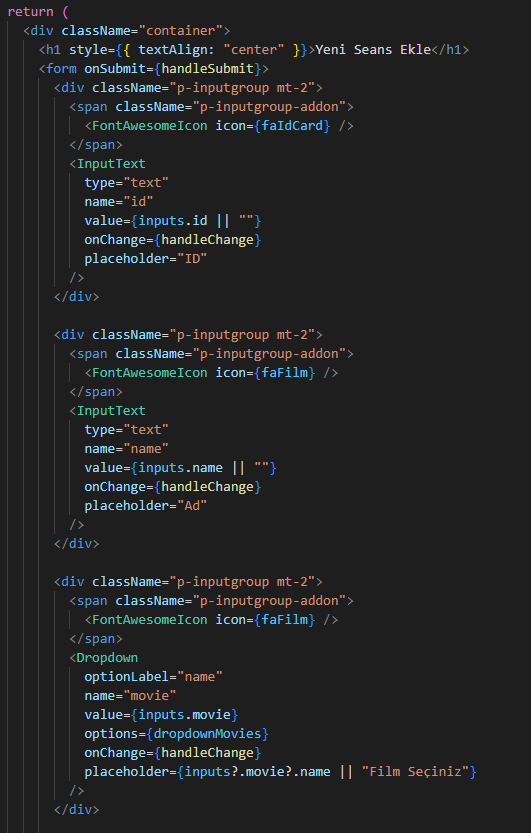 return (
<div className="container">
<h1 style={{ textAlign: "center" }}>Yeni Seans Ekle</h1>
<form onSubmit={handleSubmit}>
<div className="p-inputgroup mt-2">
<span className="p-inputgroup-addon">
<FontAwesomeIcon icon={faIdCard} />
</span>
<InputText
type="text"
name="id"
value={inputs.id || ""}
onChange={handleChange}
placeholder="ID"
/>
</div>
<div className="p-inputgroup mt-2">
<span className="p-inputgroup-addon">
<FontAwesomeIcon icon={faFilm} />
</span>
<InputText
type="text"
name="name"
value={inputs.name || ""}
onChange={handleChange}
placeholder="Ad"
/>
</div>
<div className="p-inputgroup mt-2">
<span className="p-inputgroup-addon">
<FontAwesomeIcon icon={faFilm} />
</span>
<Dropdown
optionLabel="name"
name="movie"
value={inputs.movie}
options={dropdownMovies}
onChange={handleChange}
placeholder={inputs?.movie?.name || "Film Seçiniz"}
/>
</div>